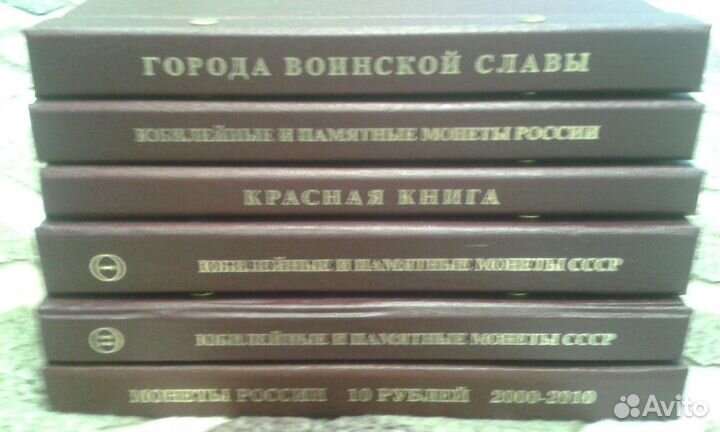 ГОРОДА ВОИНСКОЙ СЛАВЫ
ЮБИЛЕЙНЫЕ И ПАМЯТНЫЕ МОНЕТЫ РОССИИ
КРАСНАЯ КНИГА
I ЮБИЛЕЙНЫЕ И ПАМЯТНЫЕ МОНЕТЫ СССР
II ЮБИЛЕЙНЫЕ И ПАМЯТНЫЕ МОНЕТЫ СССР
МОНЕТЫ РОССИИ 10 РУБЛЕЙ 2000-2010
Avito